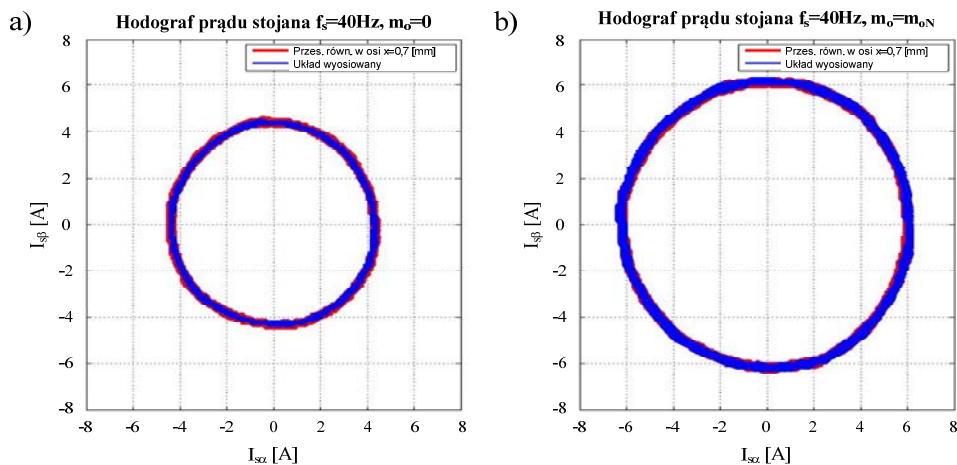 a)
Hodograf prądu stojana fs=40Hz, mo=0
Przes. równ. w osi x=0,7 [mm]
Układ wyosiowany
8
6
4
2
0
-2
-4
-6
-8
Isβ [A]
-8 -6 -4 -2 0 2 4 6 8
Isα [A]
b)
Hodograf prądu stojana fs=40Hz, mo=moN
Przes. równ. w osi x=0,7 [mm]
Układ wyosiowany
8
6
4
2
0
-2
-4
-6
-8
Isβ [A]
-8 -6 -4 -2 0 2 4 6 8
Isα [A]